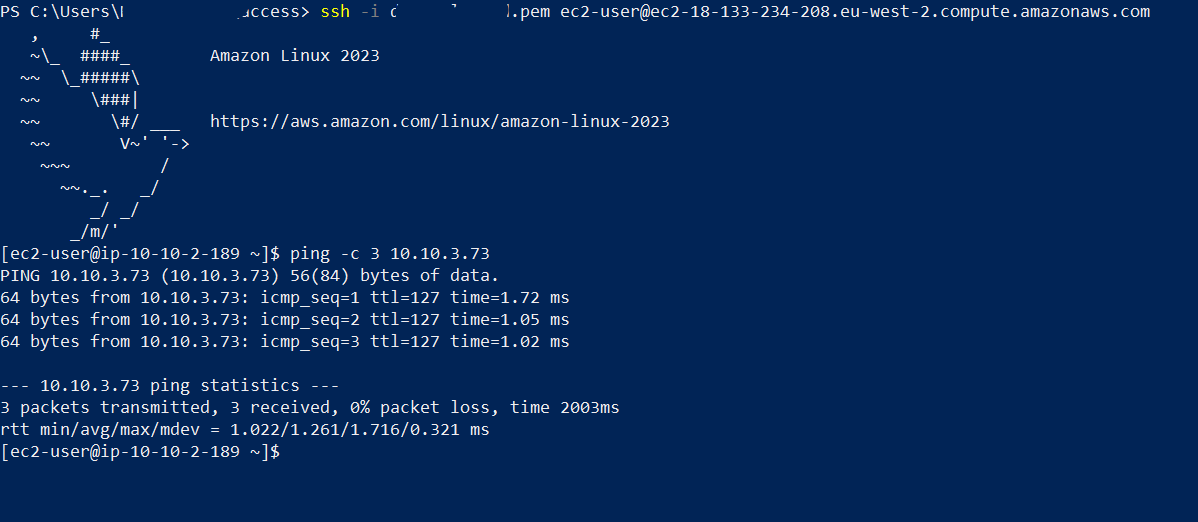 PS C:\Users\ uccess> ssh -i .pem ec2-user@ec2-18-133-234-208.eu-west-2.compute.amazonaws.com
   ,     #_
   ~\_  ####_        Amazon Linux 2023
  ~~  \_#####\
  ~~     \###|
  ~~       \#/ ___   https://aws.amazon.com/linux/amazon-linux-2023
   ~~       V~' '->
    ~~~         /
      ~~._.   _/
         _/ _/
       _/m/'
[ec2-user@ip-10-10-2-189 ~]$ ping -c 3 10.10.3.73
PING 10.10.3.73 (10.10.3.73) 56(84) bytes of data.
64 bytes from 10.10.3.73: icmp_seq=1 ttl=127 time=1.72 ms
64 bytes from 10.10.3.73: icmp_seq=2 ttl=127 time=1.05 ms
64 bytes from 10.10.3.73: icmp_seq=3 ttl=127 time=1.02 ms

--- 10.10.3.73 ping statistics ---
3 packets transmitted, 3 received, 0% packet loss, time 2003ms
rtt min/avg/max/mdev = 1.022/1.261/1.716/0.321 ms
[ec2-user@ip-10-10-2-189 ~]$